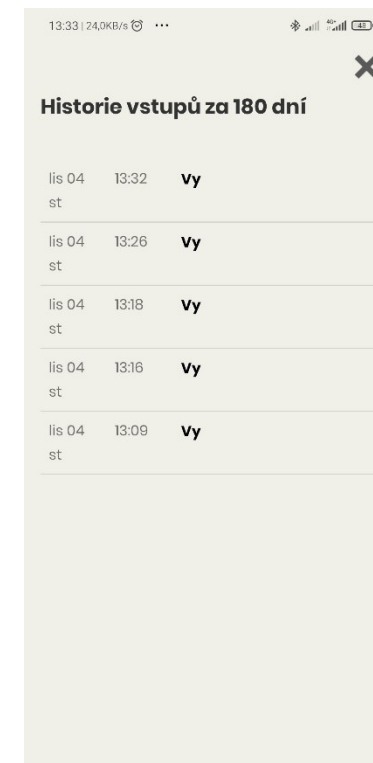 13:33 | 24,0KB/s ··· 4G 48
Historie vstupů za 180 dní
lis 04 13:32 Vy
st
lis 04 13:26 Vy
st
lis 04 13:18 Vy
st
lis 04 13:16 Vy
st
lis 04 13:09 Vy
st